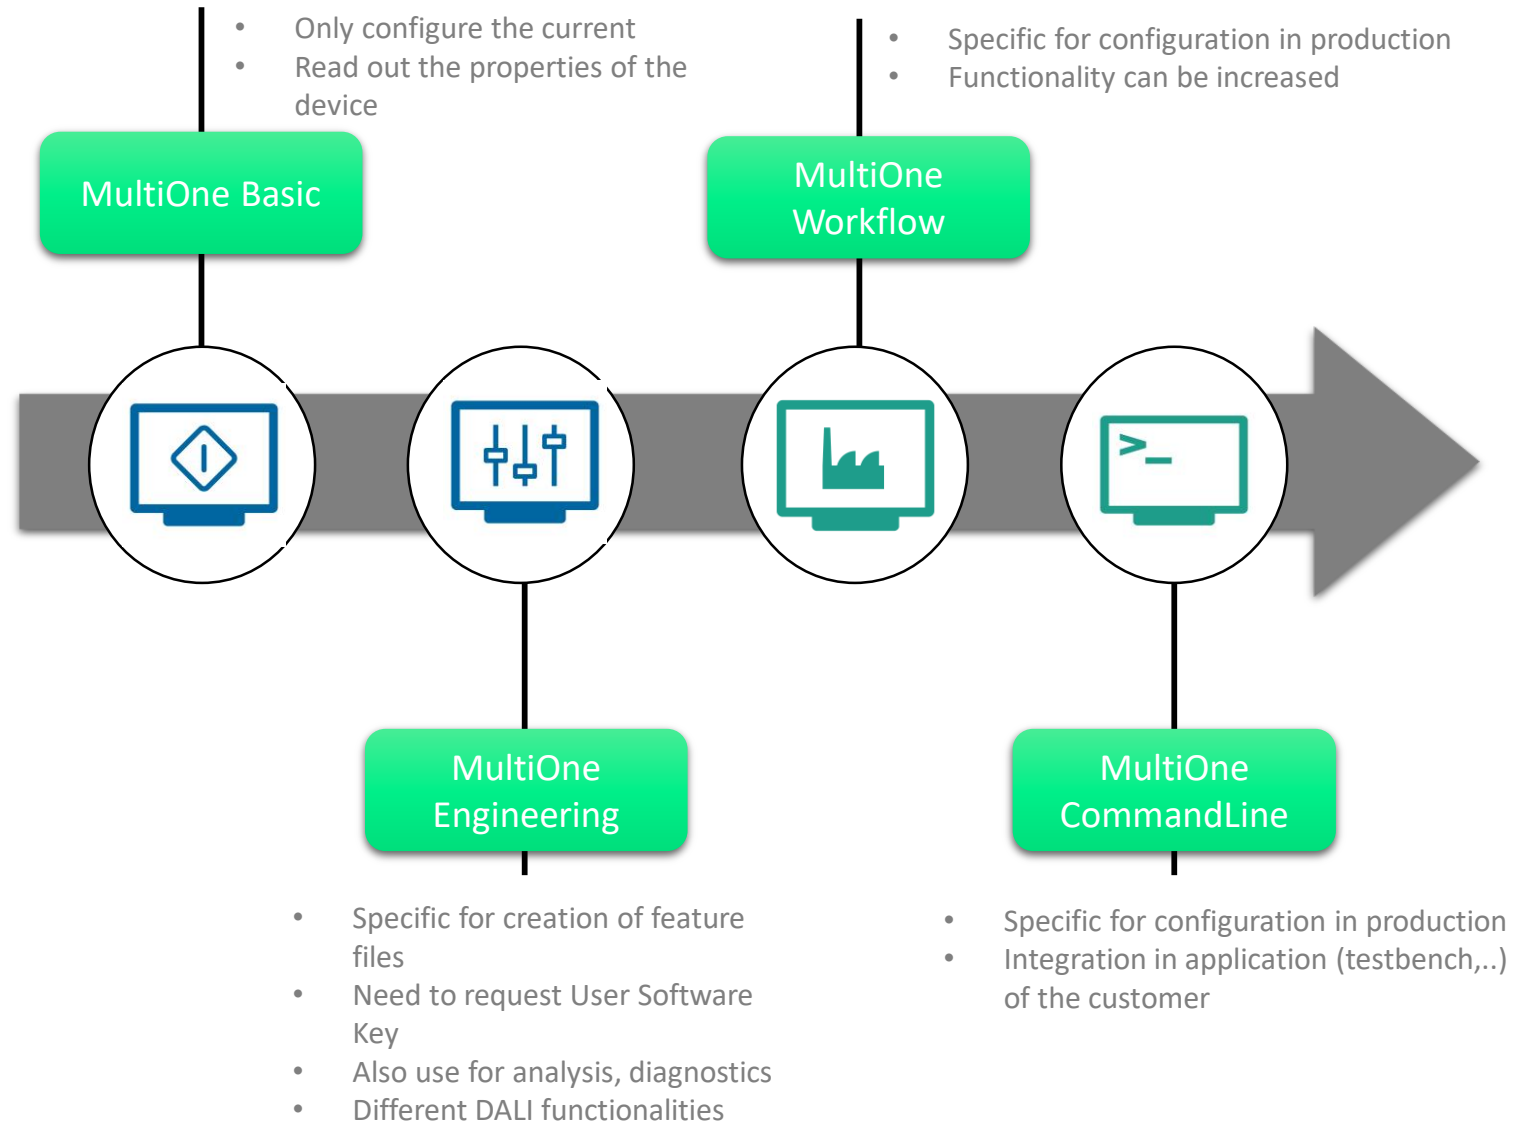 • Only configure the current
• Read out the properties of the
device
MultiOne Basic
• Specific for configuration in production
• Functionality can be increased
MultiOne
Workflow
>_
MultiOne
Engineering
• Specific for creation of feature
files
• Need to request User Software
Key
• Also use for analysis, diagnostics
• Different DALI functionalities
MultiOne
CommandLine
• Specific for configuration in production
• Integration in application (testbench,..)
of the customer